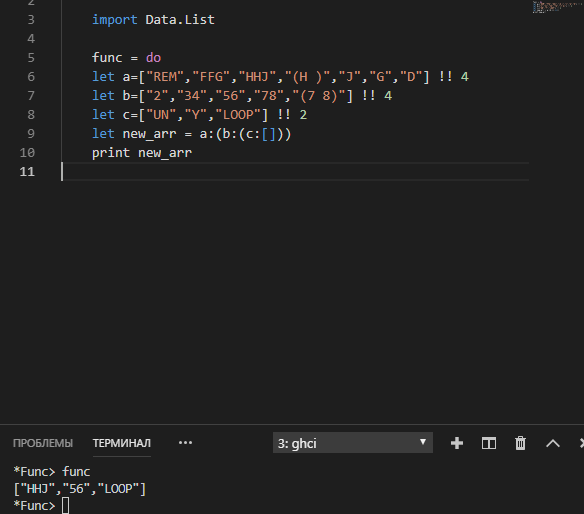 2
3 import Data.List
4
5 func = do
6 let a=["REM","FFG","HHJ","(H )","J","G","D"] !! 4
7 let b=["2","34","56","78","(7 8)"] !! 4
8 let c=["UN","Y","LOOP"] !! 2
9 let new_arr = a:(b:(c:[]))
10 print new_arr
11
ПРОБЛЕМЫ ТЕРМИНАЛ ••• 3: ghci
*Func> func
["HHJ","56","LOOP"]
*Func>